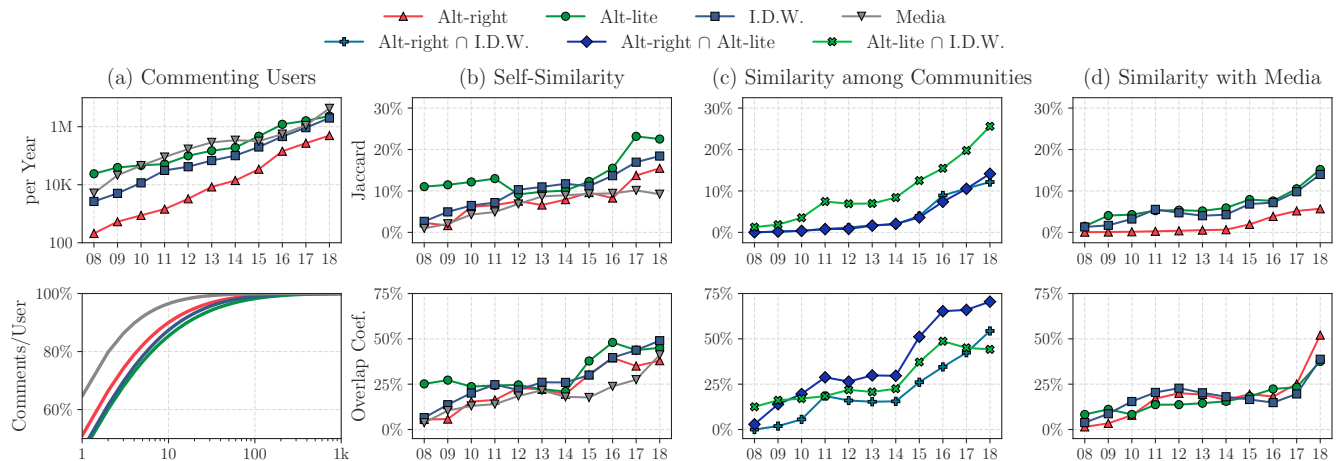 Alt-right Alt-lite I.D.W. Media
Alt-right ∩ I.D.W. Alt-right ∩ Alt-lite Alt-lite ∩ I.D.W.
(a) Commenting Users
per Year
1M
10K
100
08 09 10 11 12 13 14 15 16 17 18
Comments/User
100%
80%
60%
1 10 100 1k
(b) Self-Similarity
Jaccard
30%
20%
10%
0%
08 09 10 11 12 13 14 15 16 17 18
Overlap Coef.
75%
50%
25%
0%
08 09 10 11 12 13 14 15 16 17 18
(c) Similarity among Communities
30%
20%
10%
0%
08 09 10 11 12 13 14 15 16 17 18
75%
50%
25%
0%
08 09 10 11 12 13 14 15 16 17 18
(d) Similarity with Media
30%
20%
10%
0%
08 09 10 11 12 13 14 15 16 17 18
75%
50%
25%
0%
08 09 10 11 12 13 14 15 16 17 18